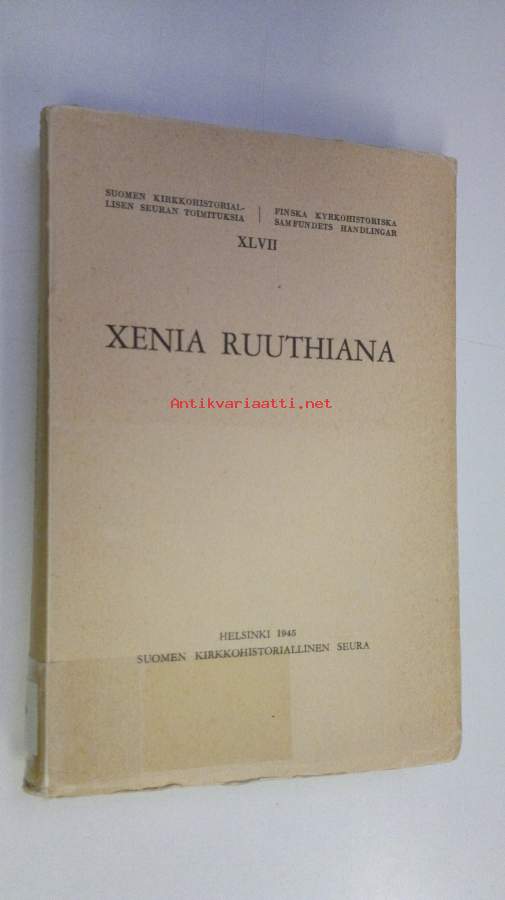 SUOMEN KIRKKOHISTORIAL-
LISEN SEURAN TOIMITUKSIA
FINSKA KYRKOHISTORISKA
SAMFUNDETS HANDLINGAR
XLVII
XENIA RUUTHIANA
Antikvariaatti.net
HELSINKI 1945
SUOMEN KIRKKOHISTORIALLINEN SEURA